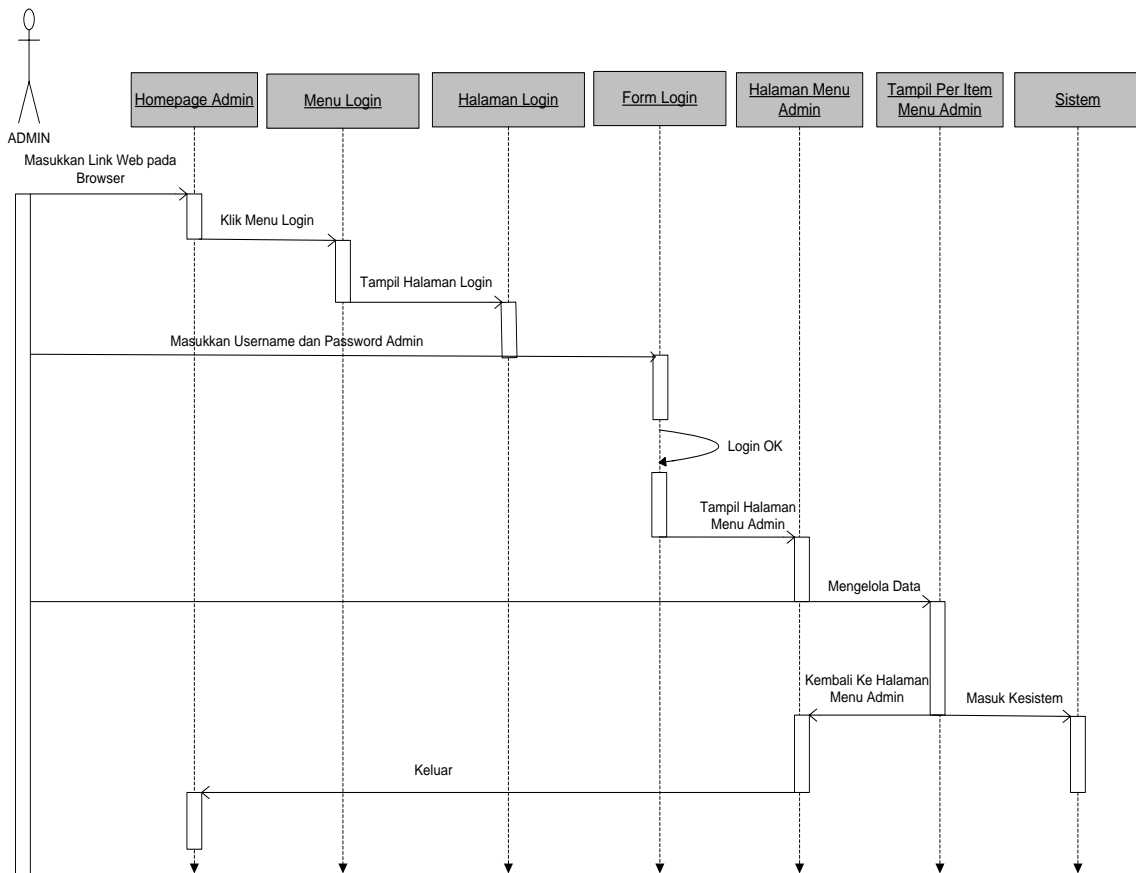 ADMIN
Homepage Admin
Menu Login
Halaman Login
Form Login
Halaman Menu
Admin
Tampil Per Item
Menu Admin
Sistem
Masukkan Link Web pada
Browser
Klik Menu Login
Tampil Halaman Login
Masukkan Username dan Password Admin
Login OK
Tampil Halaman
Menu Admin
Mengelola Data
Kembali Ke Halaman
Menu Admin
Masuk Kesistem
Keluar